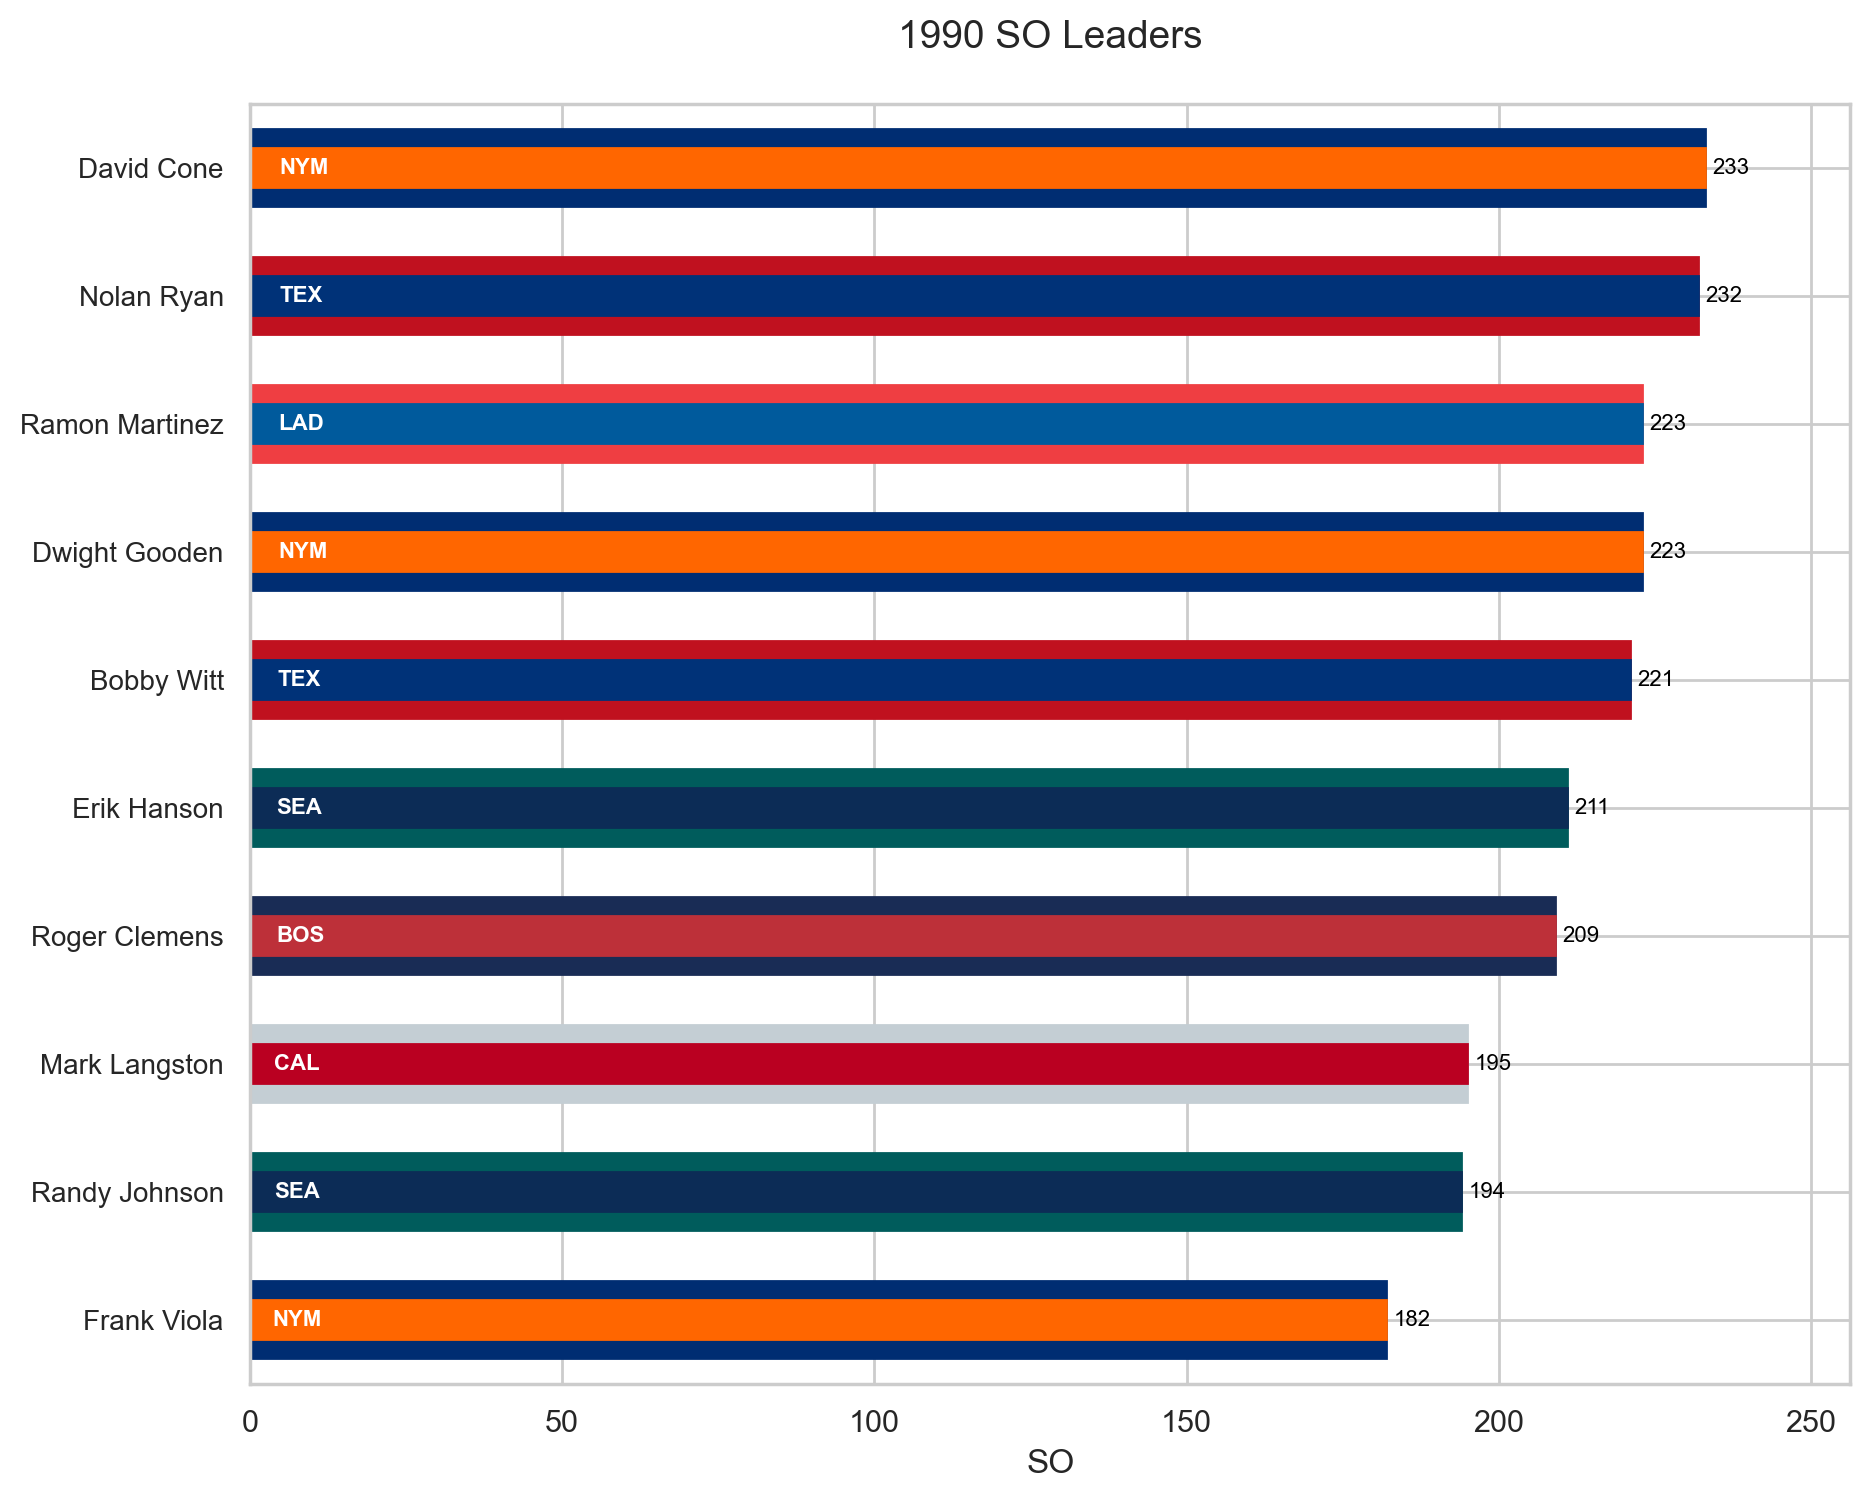 1990 SO Leaders
David Cone NYM 233
Nolan Ryan TEX 232
Ramon Martinez LAD 223
Dwight Gooden NYM 223
Bobby Witt TEX 221
Erik Hanson SEA 211
Roger Clemens BOS 209
Mark Langston CAL 195
Randy Johnson SEA 194
Frank Viola NYM 182
0 50 100 150 200 250
SO